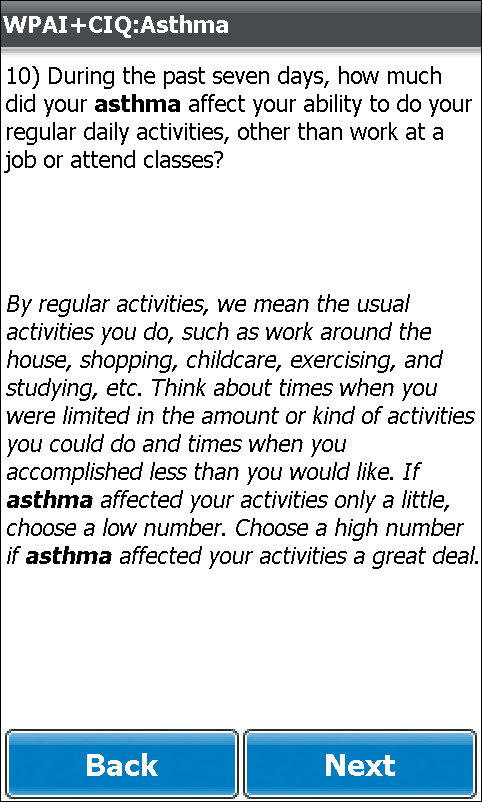 WPAI+CIQ:Asthma
10) During the past seven days, how much
did your asthma affect your ability to do your
regular daily activities, other than work at a
job or attend classes?
By regular activities, we mean the usual
activities you do, such as work around the
house, shopping, childcare, exercising, and
studying, etc. Think about times when you
were limited in the amount or kind of activities
you could do and times when you
accomplished less than you would like. If
asthma affected your activities only a little,
choose a low number. Choose a high number
if asthma affected your activities a great deal.
Back Next